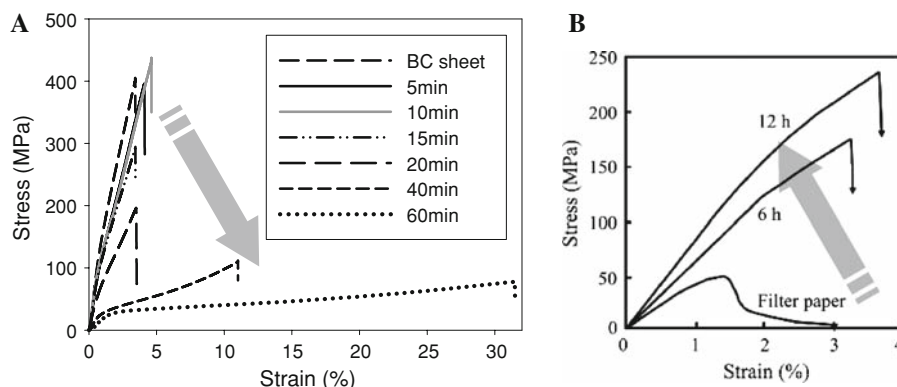 A
500
400
300
200
100
0
Stress (MPa)
0 5 10 15 20 25 30
Strain (%)
BC sheet
5min
10min
15min
20min
40min
60min
B
250
200
150
100
50
0
Stress (MPa)
12 h
6 h
Filter paper
0 1 2 3 4
Strain (%)